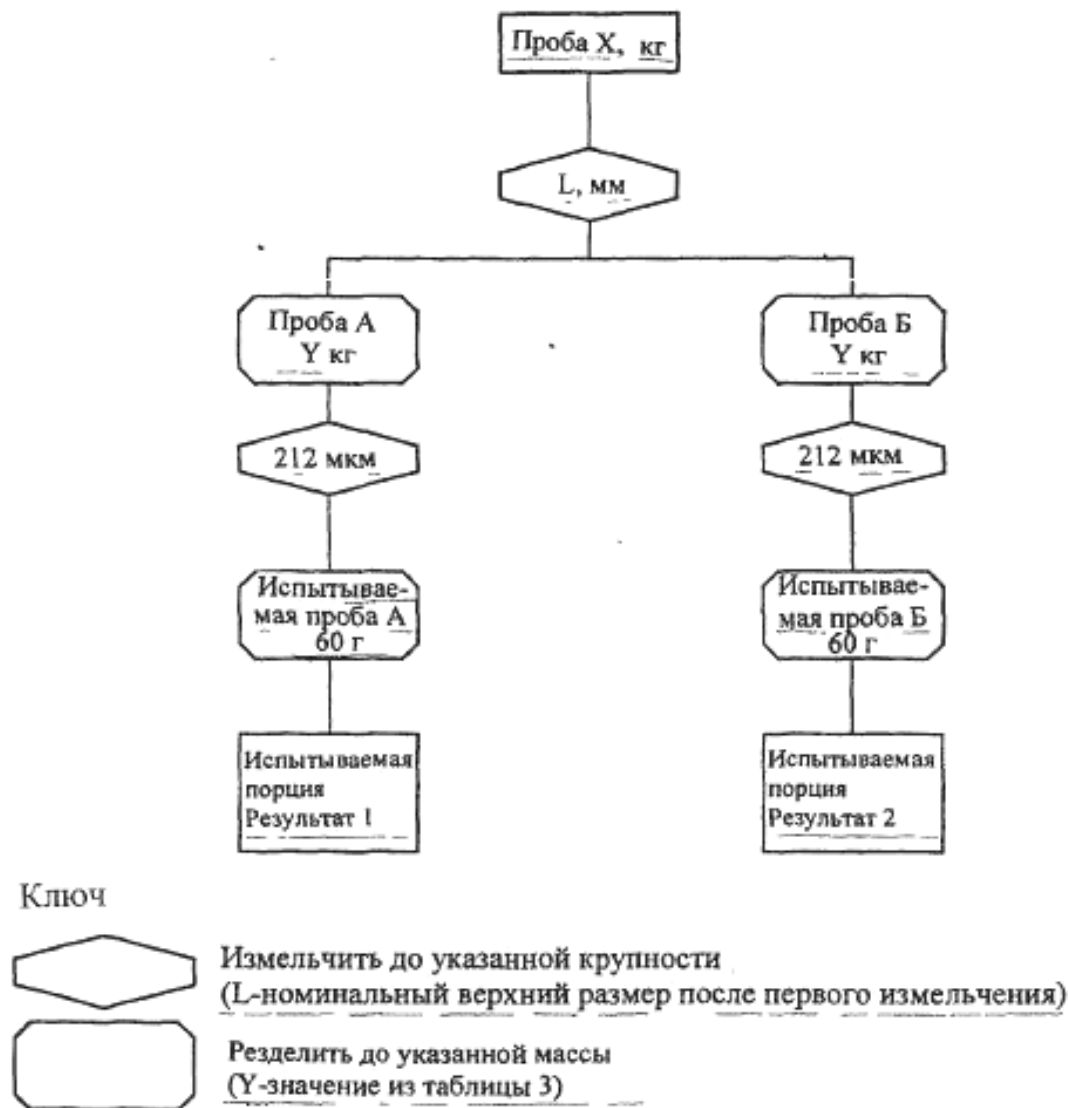 Проба X, кг
L, мм
Проба А
Y кг
Проба Б
Y кг
212 мкм
212 мкм
Испытывае-
мая проба А
60 г
Испытывае-
мая проба Б
60 г
Испытываемая
порция
Результат 1
Испытываемая
порция
Результат 2
Ключ
Измельчить до указанной крупности
(L-номинальный верхний размер после первого измельчения)
Резделить до указанной массы
(Y-значение из таблицы 3)